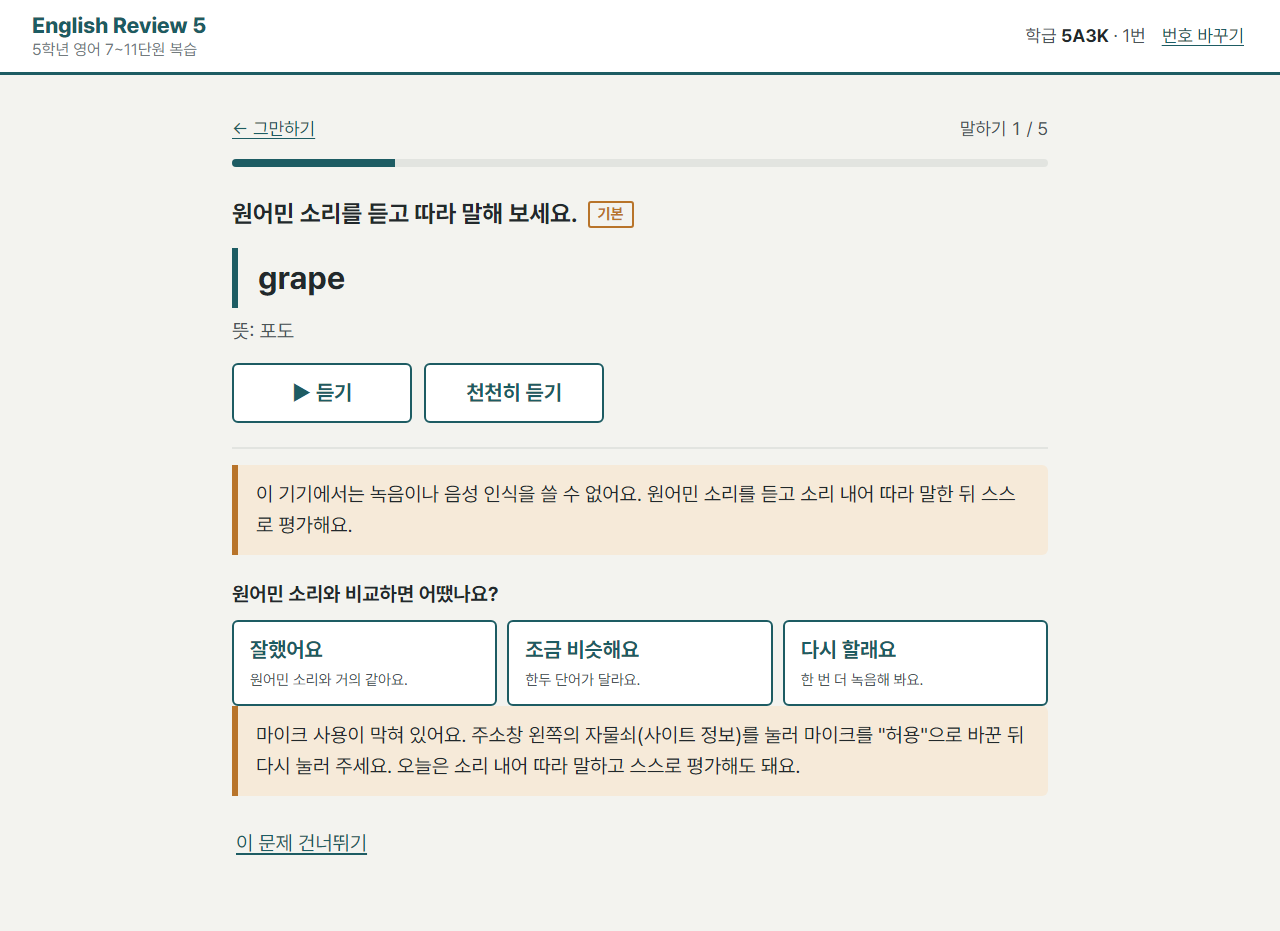 English Review 5
5학년 영어 7~11단원 복습
학급 5A3K · 1번 번호 바꾸기
← 그만하기
말하기 1 / 5
원어민 소리를 듣고 따라 말해 보세요. 기본
grape
뜻: 포도
▶ 듣기
천천히 듣기
이 기기에서는 녹음이나 음성 인식을 쓸 수 없어요. 원어민 소리를 듣고 소리 내어 따라 말한 뒤 스스
로 평가해요.
원어민 소리와 비교하면 어땠나요?
잘했어요
원어민 소리와 거의 같아요.
조금 비슷해요
한두 단어가 달라요.
다시 할래요
한 번 더 녹음해 봐요.
마이크 사용이 막혀 있어요. 주소창 왼쪽의 자물쇠(사이트 정보)를 눌러 마이크를 "허용"으로 바꾼 뒤
다시 눌러 주세요. 오늘은 소리 내어 따라 말하고 스스로 평가해도 돼요.
이 문제 건너뛰기